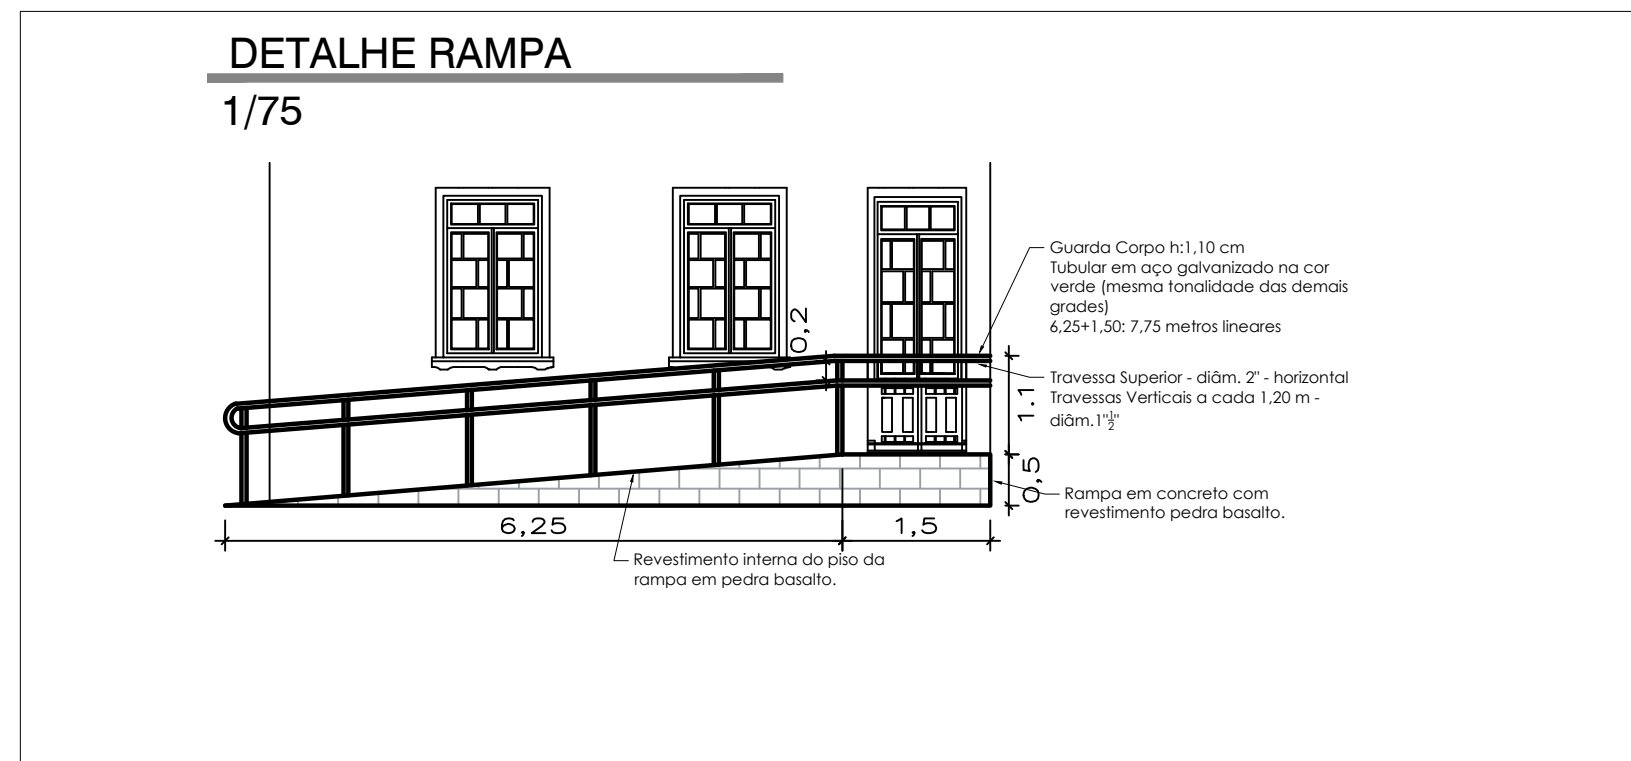 DETALHE RAMPA
1/75
Guarda Corpo h:1,10 cm
Tubular em aço galvanizado na cor
verde (mesma tonalidade das demais
grades)
6,25+1,50: 7,75 metros lineares
0,2
Travessa Superior - diâm. 2" - horizontal
Travessas Verticais a cada 1,20 m -
diâm.1"½"
1.1
0,5
Rampa em concreto com
revestimento pedra basalto.
6,25
1,5
Revestimento interna do piso da
rampa em pedra basalto.